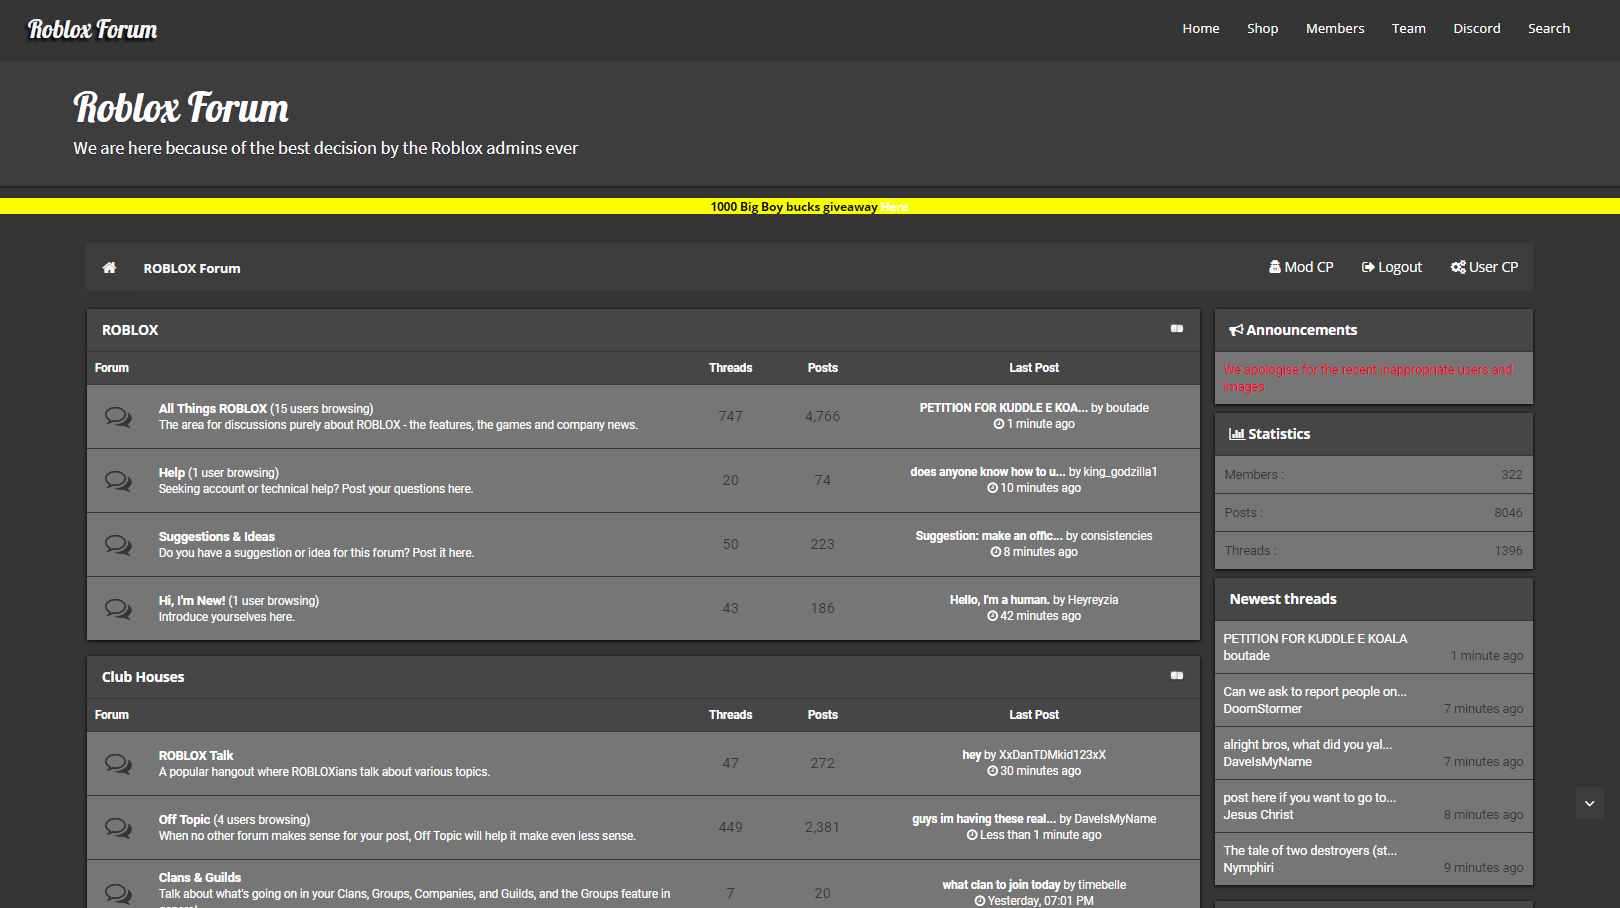 Roblox Forum
Home Shop Members Team Discord Search
Roblox Forum
We are here because of the best decision by the Roblox admins ever
1000 Big Boy bucks giveaway Here
ROBLOX Forum
Mod CP Logout User CP
ROBLOX
Forum Threads Posts Last Post
All Things ROBLOX (15 users browsing)
The area for discussions purely about ROBLOX - the features, the games and company news.
747 4,766
PETITION FOR KUDDLE E KOA... by boutade
1 minute ago
Help (1 user browsing)
Seeking account or technical help? Post your questions here.
20 74
does anyone know how to u... by king_godzilla1
10 minutes ago
Suggestions & Ideas
Do you have a suggestion or idea for this forum? Post it here.
50 223
Suggestion: make an offic... by consistencies
8 minutes ago
Hi, I'm New! (1 user browsing)
Introduce yourselves here.
43 186
Hello, I'm a human. by Heyreyzia
42 minutes ago
Club Houses
Forum Threads Posts Last Post
ROBLOX Talk
A popular hangout where ROBLOXians talk about various topics.
47 272
hey by XxDanTDMkid123xX
30 minutes ago
Off Topic (4 users browsing)
When no other forum makes sense for your post, Off Topic will help it make even less sense.
449 2,381
guys im having these real... by DaveIsMyName
Less than 1 minute ago
Clans & Guilds
Talk about what's going on in your Clans, Groups, Companies, and Guilds, and the Groups feature in
7 20
what clan to join today by timebelle
Yesterday, 07:01 PM
Announcements
We apologise for the recent inappropriate users and
images
Statistics
Members : 322
Posts : 8046
Threads : 1396
Newest threads
PETITION FOR KUDDLE E KOALA
boutade 1 minute ago
Can we ask to report people on...
DoomStormer 7 minutes ago
alright bros, what did you yal...
DaveIsMyName 7 minutes ago
post here if you want to go to...
Jesus Christ 8 minutes ago
The tale of two destroyers (st...
Nymphiri 9 minutes ago